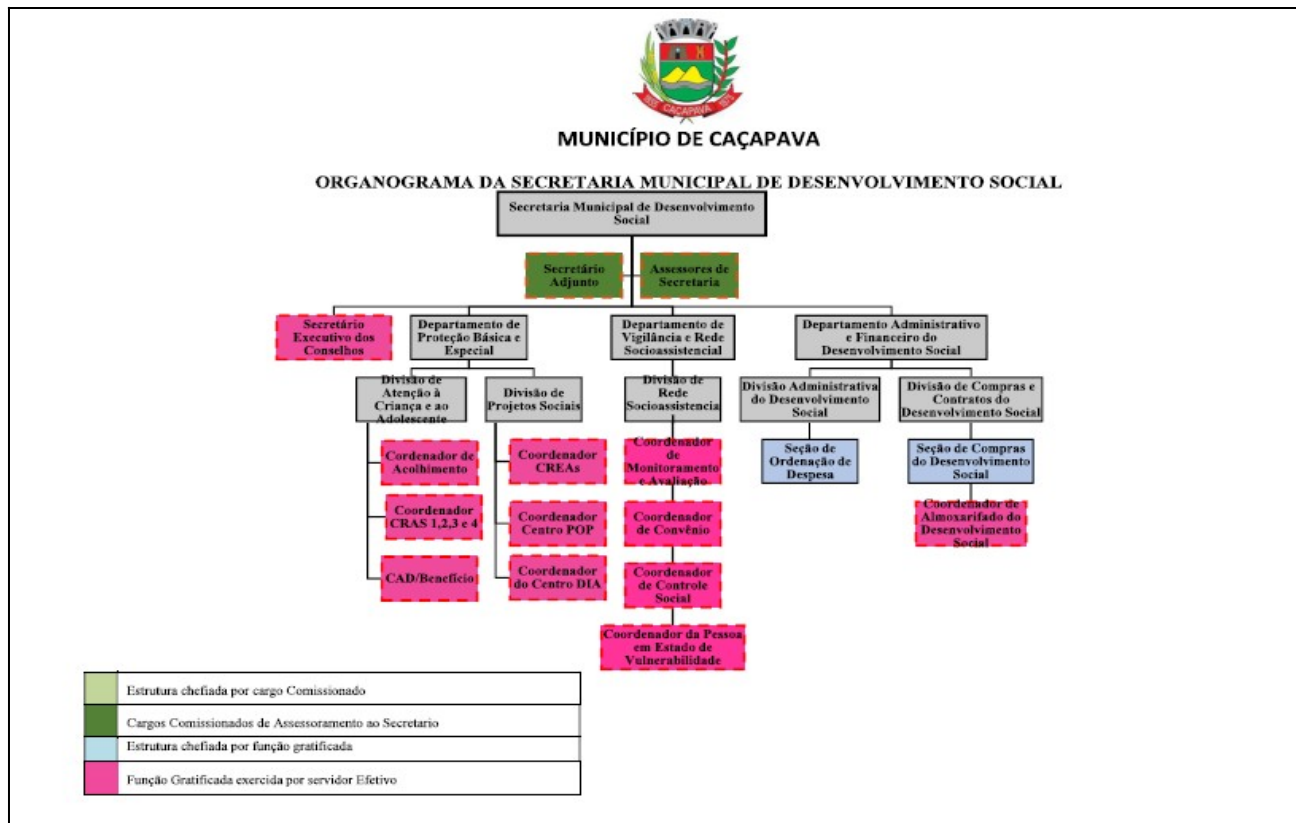 1855 CAÇAPAVA 1875
MUNICÍPIO DE CAÇAPAVA
ORGANOGRAMA DA SECRETARIA MUNICIPAL DE DESENVOLVIMENTO SOCIAL
Secretaria Municipal de Desenvolvimento
Social
Secretário
Adjunto
Assessores de
Secretaria
Secretário
Executivo dos
Conselhos
Departamento de
Proteção Básica e
Especial
Departamento de
Vigilância e Rede
Socioassistencial
Departamento Administrativo
e Financeiro do
Desenvolvimento Social
Divisão de
Atenção à
Criança e ao
Adolescente
Divisão de
Projetos Sociais
Divisão de
Rede
Socioassistencia
Divisão Administrativa
do Desenvolvimento
Social
Divisão de Compras e
Contratos do
Desenvolvimento Social
Cordenador de
Acolhimento
Coordenador
CREAs
Coordenador
de
Monitoramento
e Avaliação
Seção de
Ordenação de
Despesa
Seção de Compras
do Desenvolvimento
Social
Coordenador
CRAS 1,2,3 e 4
Coordenador
Centro POP
Coordenador
de Convênio
Coordenador de
Almoxarifado do
Desenvolvimento
Social
CAD/Benefício
Coordenador
do Centro DIA
Coordenador
de Controle
Social
Coordenador da Pessoa
em Estado de
Vulnerabilidade
Estrutura chefiada por cargo Comissionado
Cargos Comissionados de Assessoramento ao Secretario
Estrutura chefiada por função gratificada
Função Gratificada exercida por servidor Efetivo